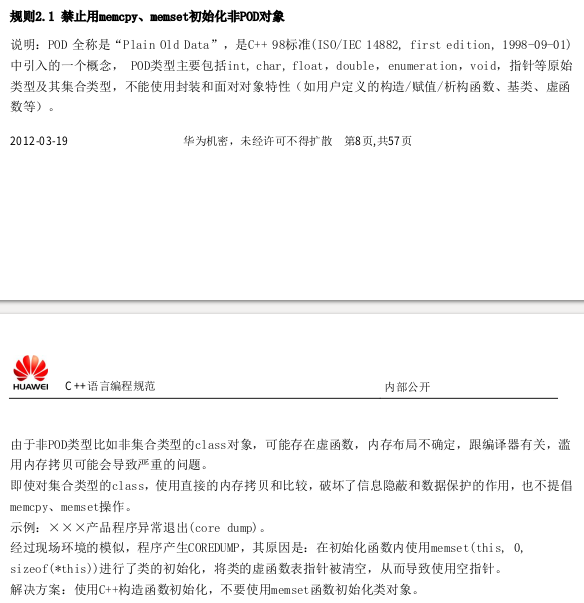 规则2.1 禁止用memcpy、memset初始化非POD对象
说明：POD 全称是“Plain Old Data”，是C++ 98标准(ISO/IEC 14882, first edition, 1998-09-01)
中引入的一个概念， POD类型主要包括int, char, float，double，enumeration，void，指针等原始
类型及其集合类型，不能使用封装和面对对象特性（如用户定义的构造/赋值/析构函数、基类、虚函
数等）。
2012-03-19 华为机密，未经许可不得扩散 第8页,共57页
HUAWEI
C++语言编程规范 内部公开
由于非POD类型比如非集合类型的class对象，可能存在虚函数，内存布局不确定，跟编译器有关，滥
用内存拷贝可能会导致严重的问题。
即使对集合类型的class，使用直接的内存拷贝和比较，破坏了信息隐蔽和数据保护的作用，也不提倡
memcpy、memset操作。
示例：×××产品程序异常退出(core dump)。
经过现场环境的模似，程序产生COREDUMP，其原因是：在初始化函数内使用memset(this, 0,
sizeof(*this))进行了类的初始化，将类的虚函数表指针被清空，从而导致使用空指针。
解决方案：使用C++构造函数初始化，不要使用memset函数初始化类对象。